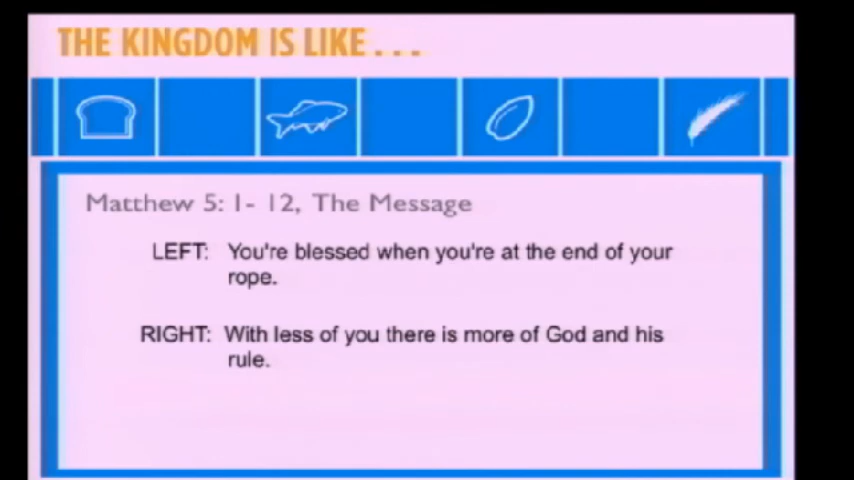 THE KINGDOM IS LIKE . . .
Matthew 5: 1- 12, The Message
LEFT: You're blessed when you're at the end of your
rope.
RIGHT: With less of you there is more of God and his
rule.